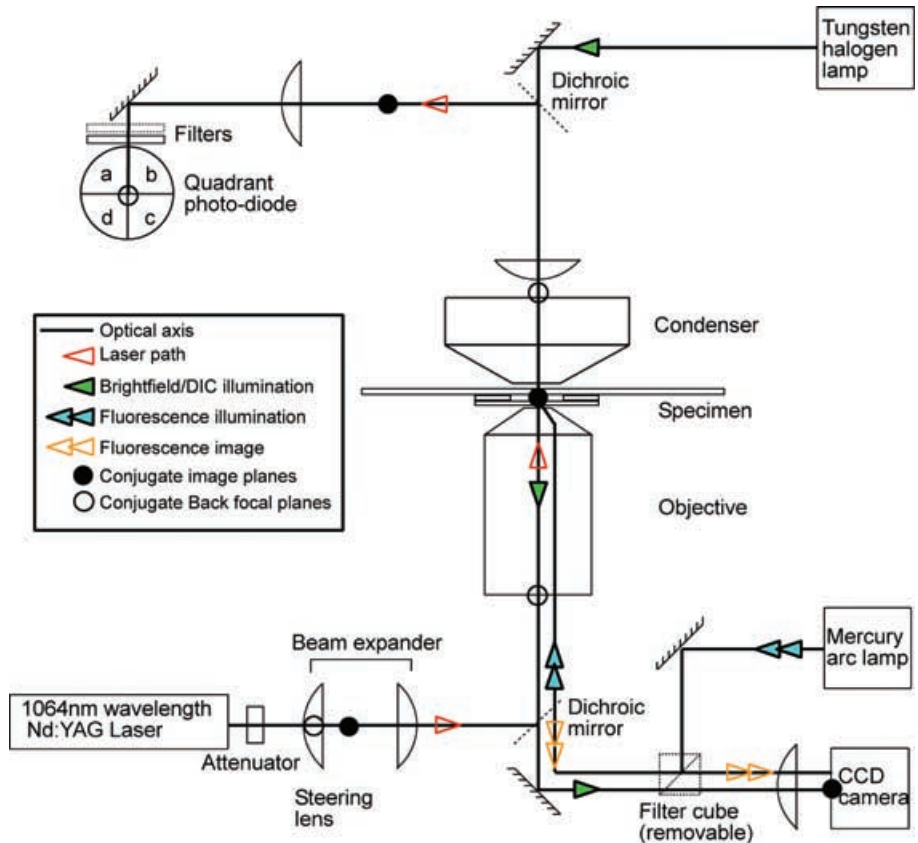 Tungsten
halogen
lamp
Dichroic
mirror
Filters
a b
d c
Quadrant
photo-diode
Condenser
Optical axis
Laser path
Brightfield/DIC illumination
Fluorescence illumination
Fluorescence image
Conjugate image planes
Conjugate Back focal planes
Specimen
Objective
Beam expander
Mercury
arc lamp
1064nm wavelength
Nd:YAG Laser
Attenuator
Steering
lens
Dichroic
mirror
Filter cube
(removable)
CCD
camera